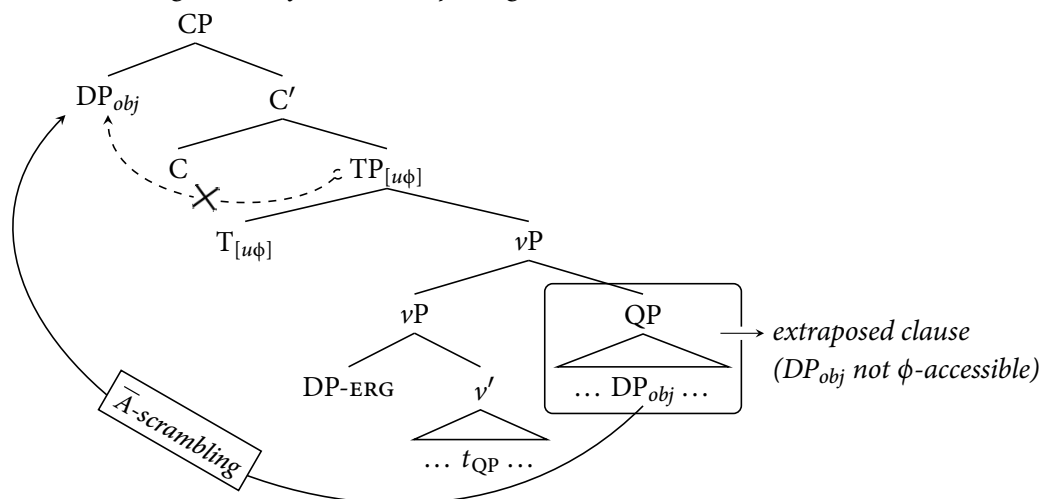 CP
DP_obj C′
C TP_[uϕ]
T_[uϕ] vP
vP QP
extraposed clause
(DP_obj not ϕ-accessible)
DP-ERG v′ … DP_obj …
A̅-scrambling
… t_QP …